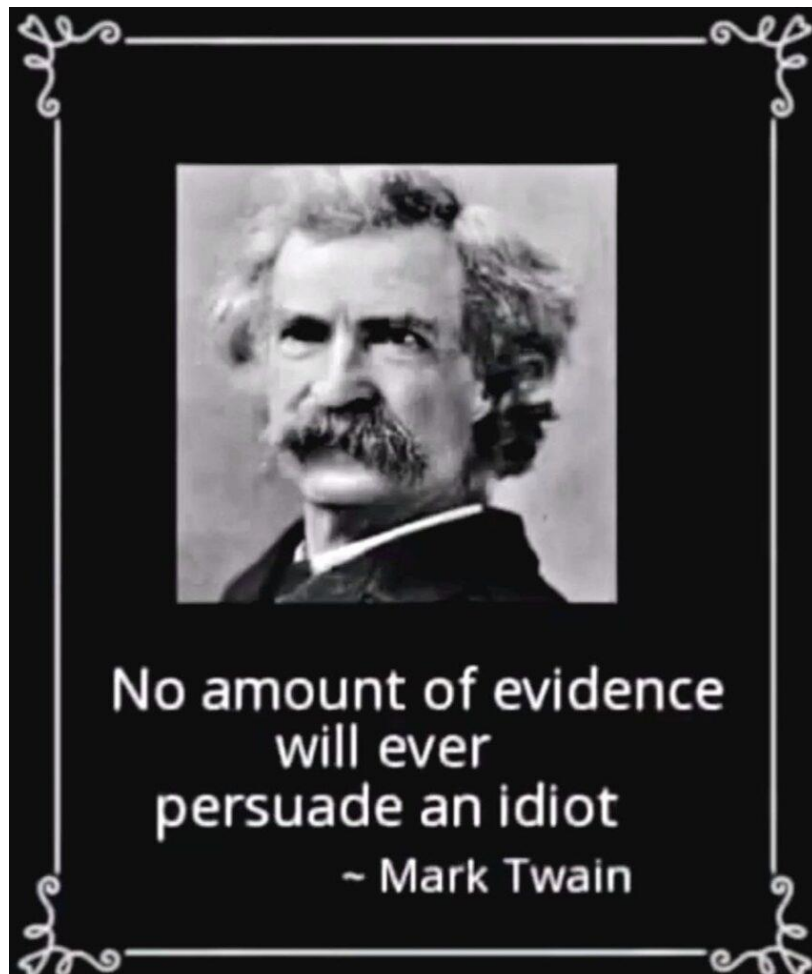 No amount of evidence
will ever
persuade an idiot
~ Mark Twain